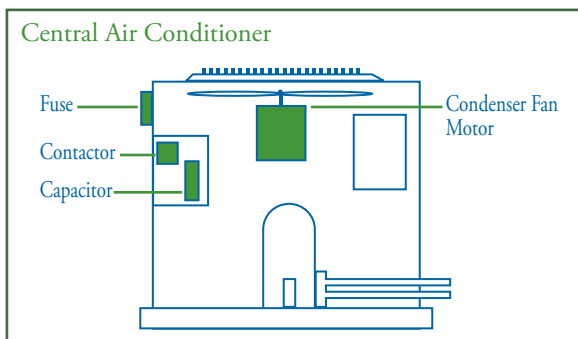 Central Air Conditioner
Fuse
Condenser Fan
Motor
Contactor
Capacitor